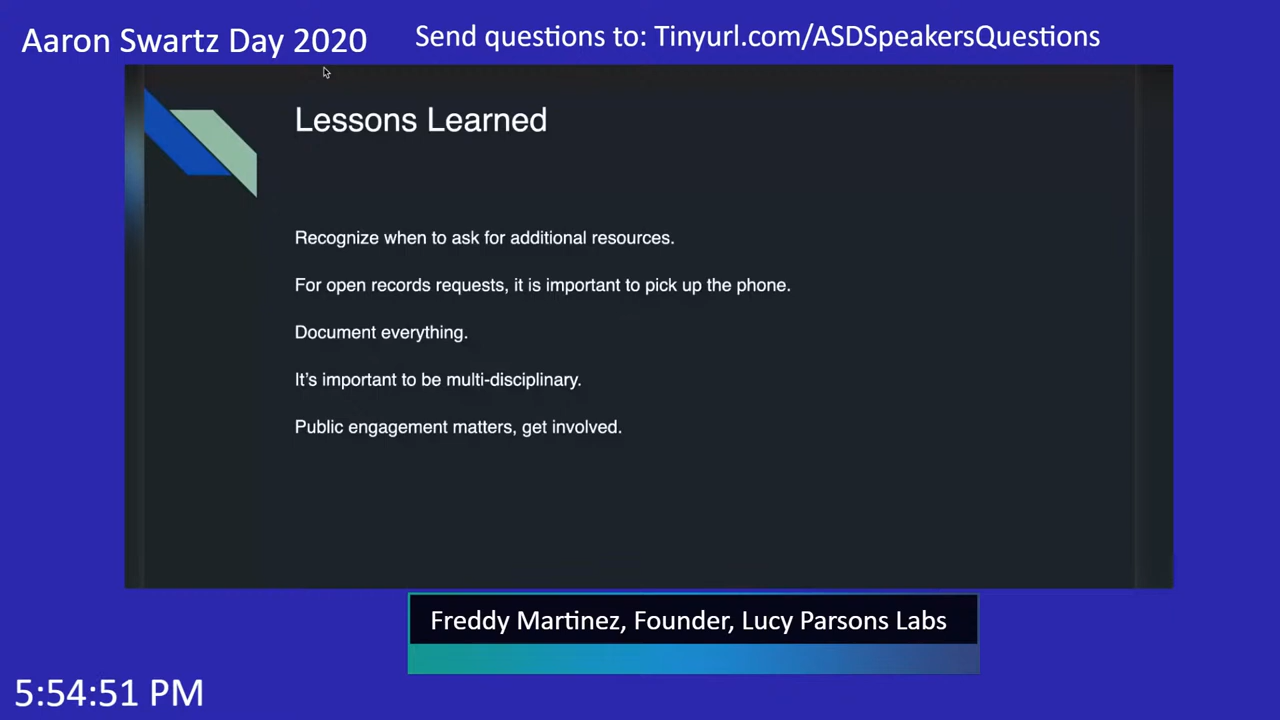 Aaron Swartz Day 2020
Send questions to: Tinyurl.com/ASDSpeakersQuestions
Lessons Learned
Recognize when to ask for additional resources.
For open records requests, it is important to pick up the phone.
Document everything.
It’s important to be multi-disciplinary.
Public engagement matters, get involved.
Freddy Martinez, Founder, Lucy Parsons Labs
5:54:51 PM